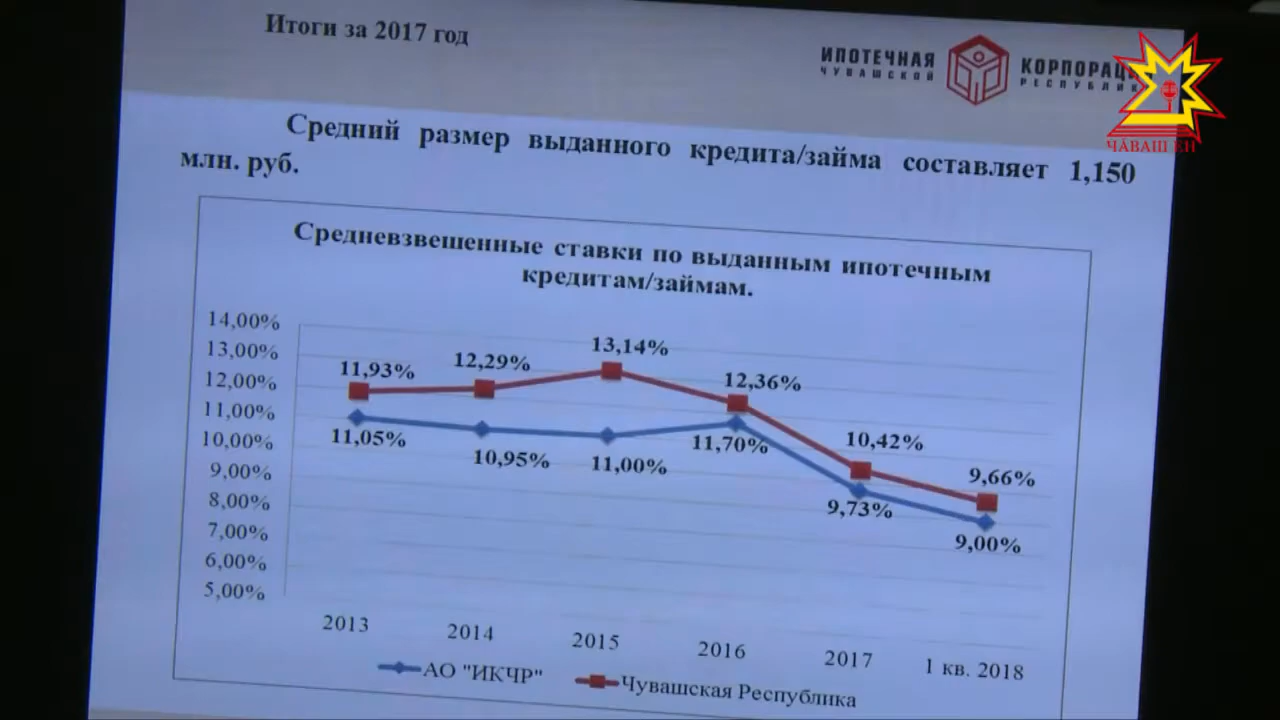 Итоги за 2017 год
ИПОТЕЧНАЯ КОРПОРАЦ
ЧУВАШСКОЙ РЕСПУБЛИК
ЧӐВАШ ЕН
Средний размер выданного кредита/займа составляет 1,150
млн. руб.
Средневзвешенные ставки по выданным ипотечным
кредитам/займам.
14,00%
13,00%
12,00%
11,00%
10,00%
9,00%
8,00%
7,00%
6,00%
5,00%
11,93%
12,29%
13,14%
12,36%
10,42%
9,66%
11,05%
10,95%
11,00%
11,70%
9,73%
9,00%
2013
2014
2015
2016
2017
1 кв. 2018
АО "ИКЧР"
Чувашская Республика